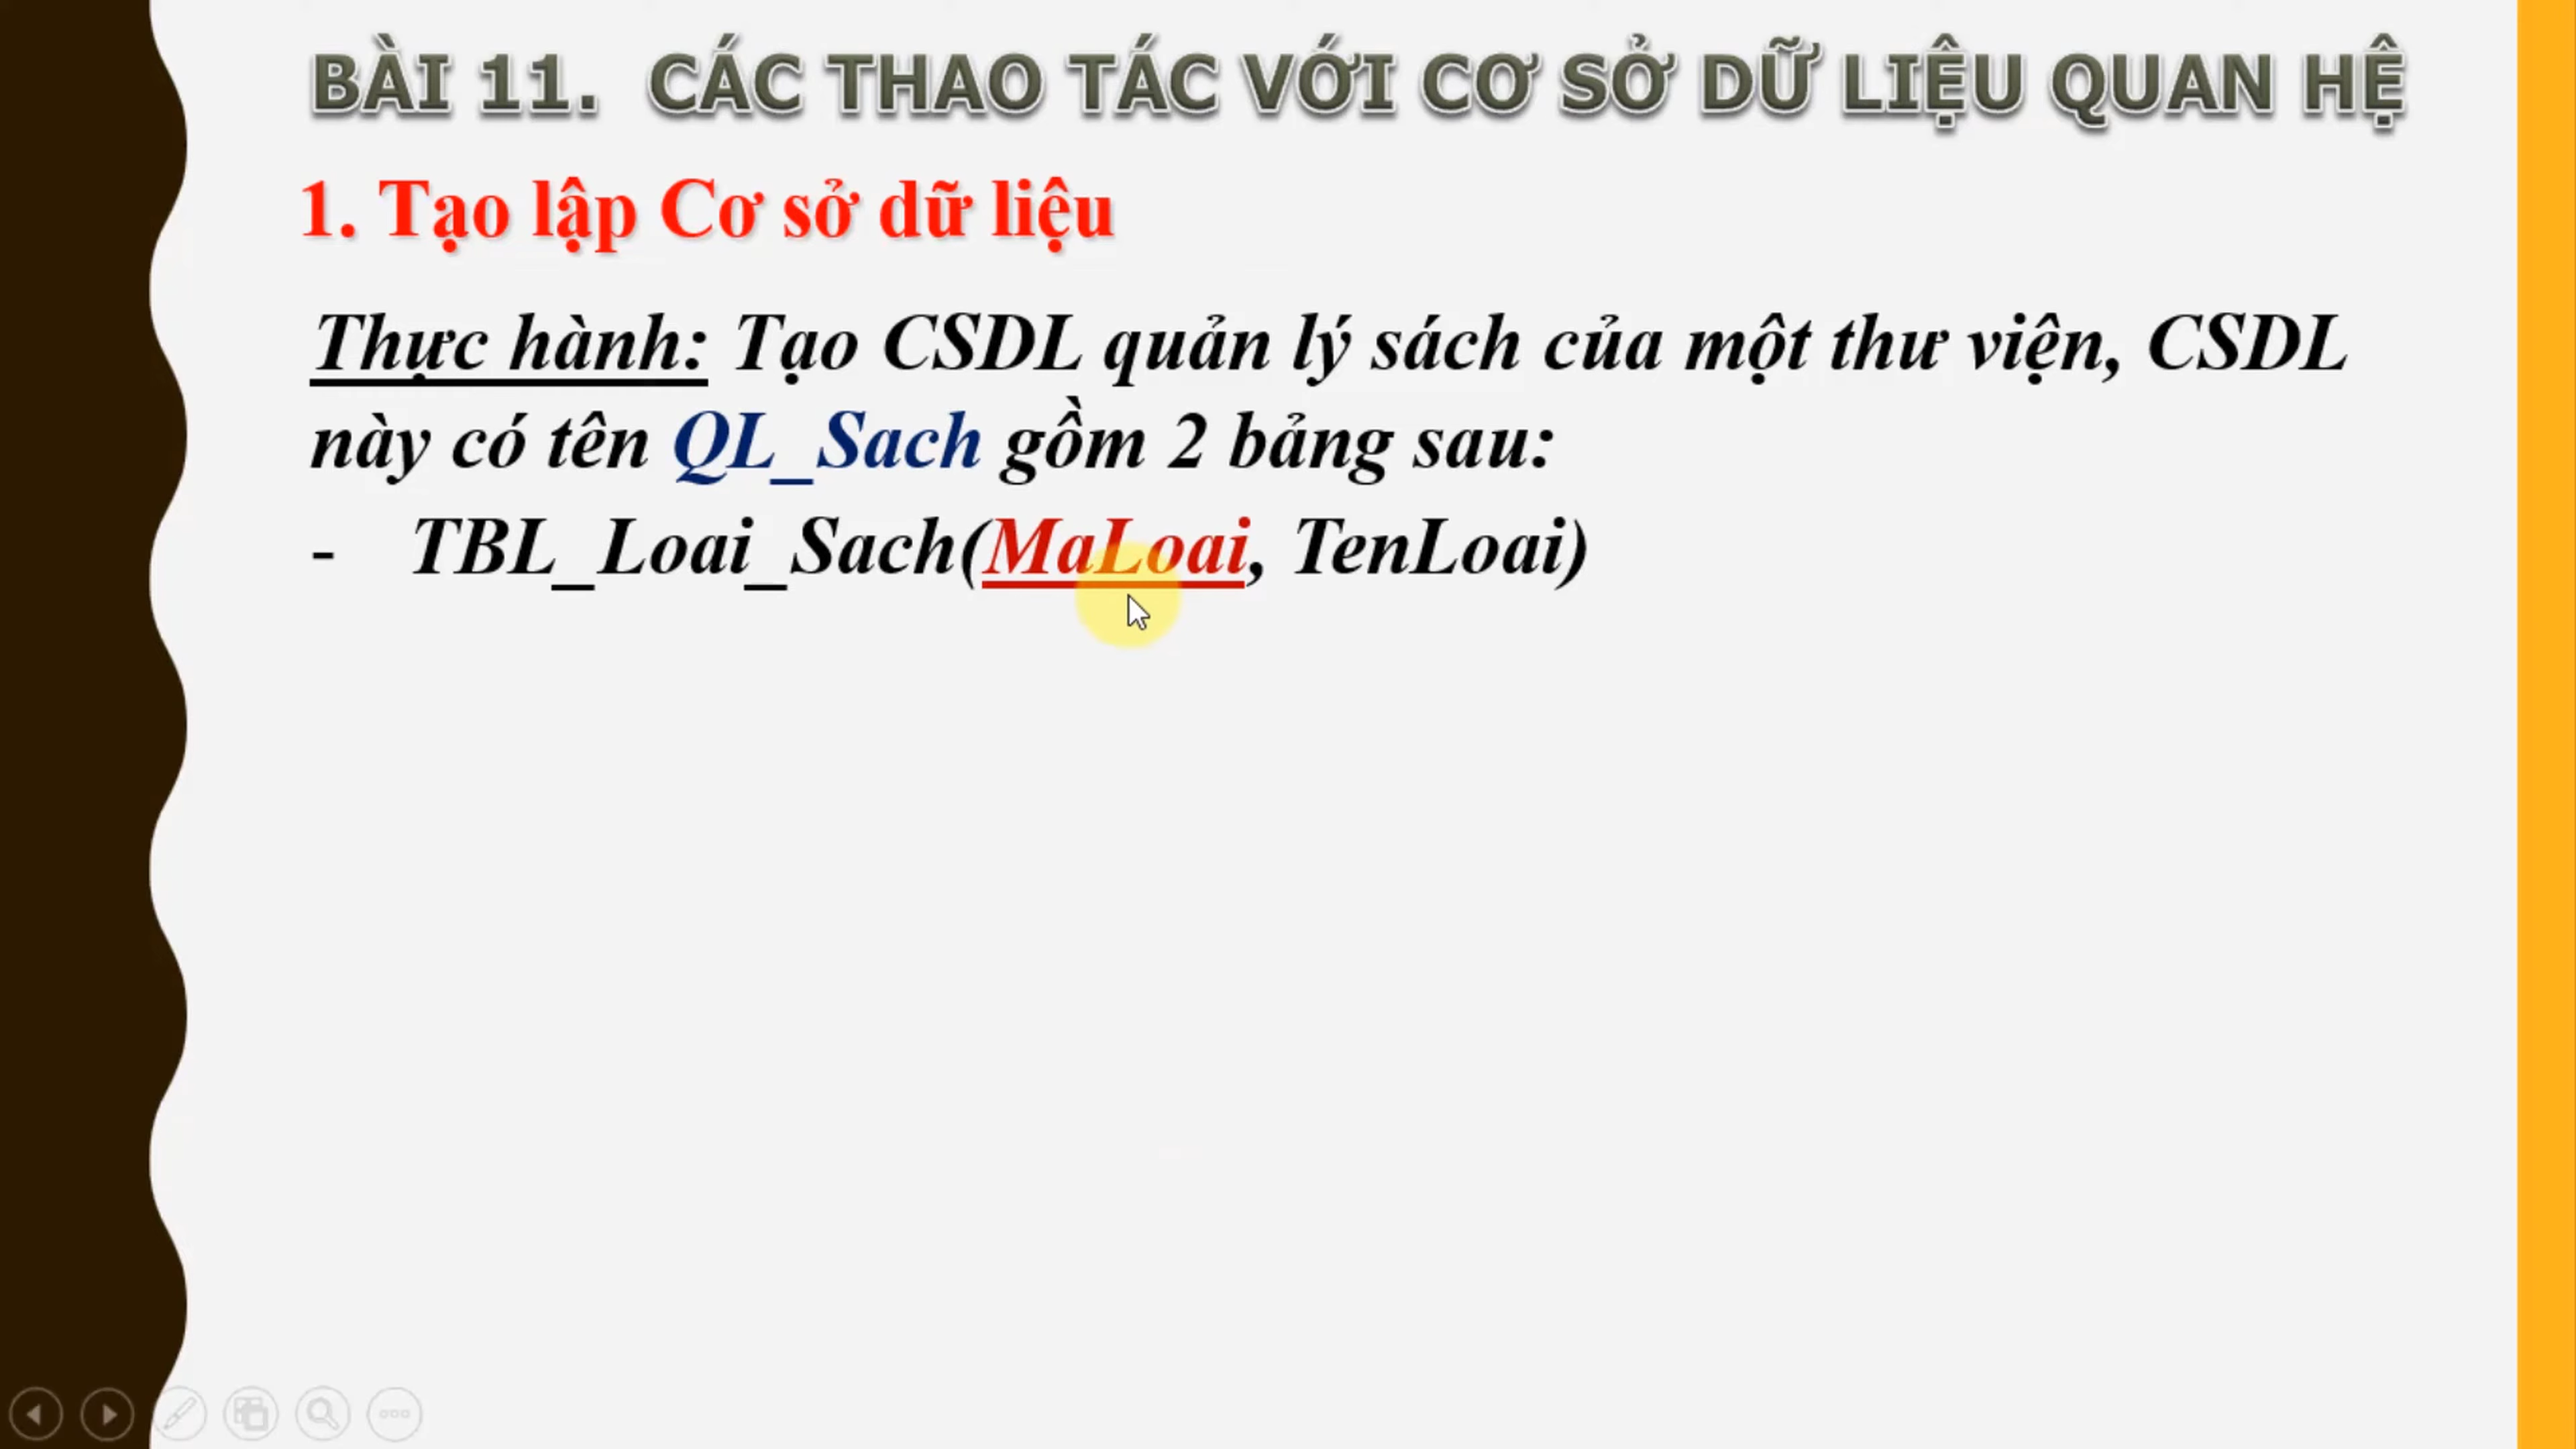 BÀI 11. CÁC THAO TÁC VỚI CƠ SỞ DỮ LIỆU QUAN HỆ
1. Tạo lập Cơ sở dữ liệu
Thực hành: Tạo CSDL quản lý sách của một thư viện, CSDL
này có tên QL_Sach gồm 2 bảng sau:
- TBL_Loai_Sach(MaLoai, TenLoai)